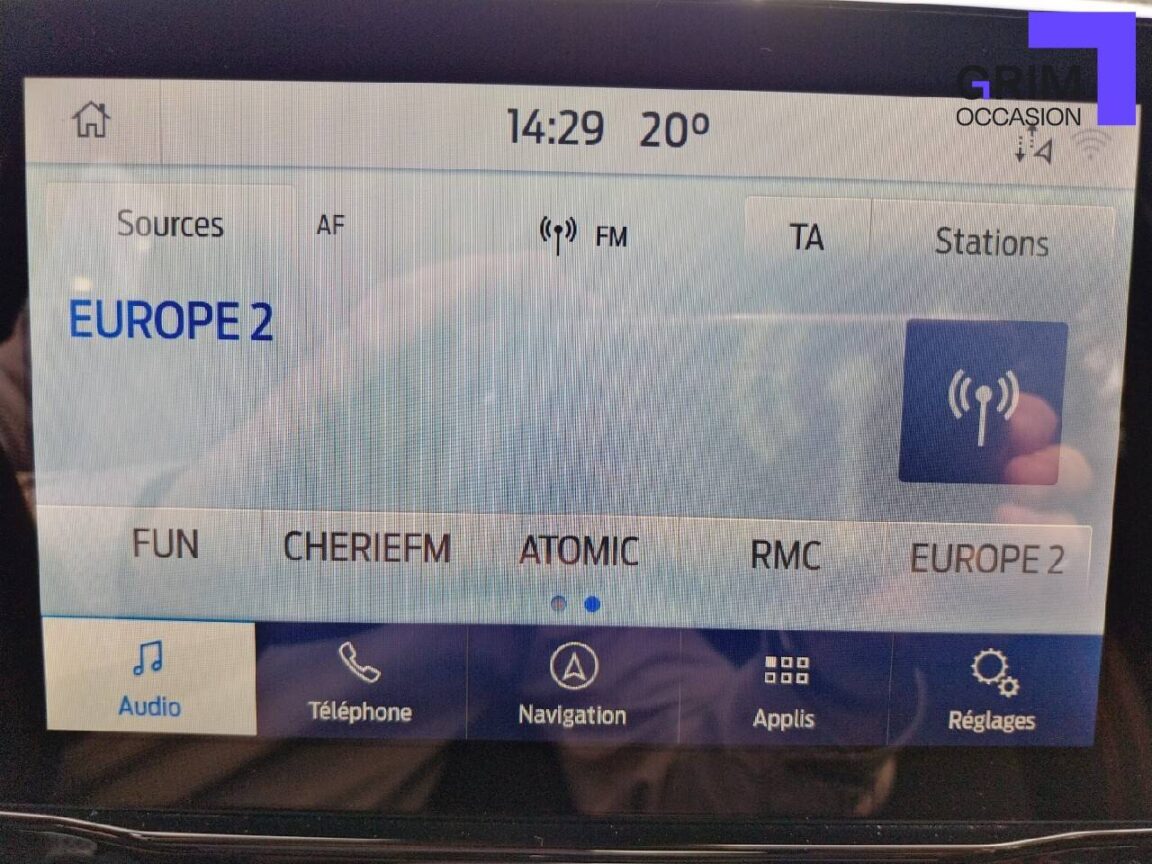 GRIM
OCCASION
14:29 20°
Sources AF FM TA Stations
EUROPE 2
FUN CHERIEFM ATOMIC RMC EUROPE 2
Audio Téléphone Navigation Applis Réglages